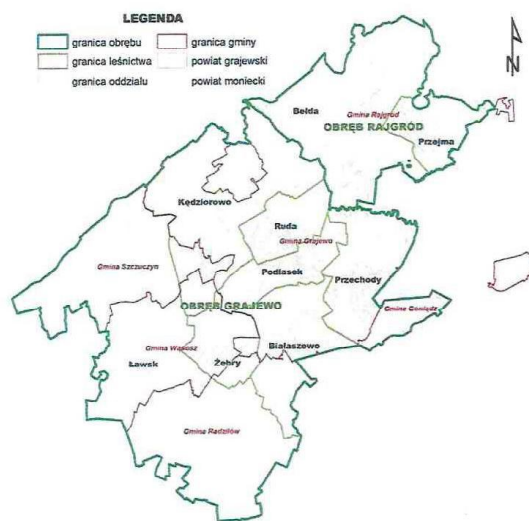 LEGENDA
granica obrębu
granica gminy
granica leśnictwa
powiat grajewski
granica oddziału
powiat moniecki
N
Bełda
Gmina Rajgród
OBRĘB RAJGRÓD
Przejma
Kędziorowo
Ruda
Gmina Grajewo
Gmina Szczuczyn
Podlasek
Przechody
OBRĘB GRAJEWO
Gmina Goniądz
Gmina Wąsosz
Białaszewo
Ławsk
Żebry
Gmina Radziłów